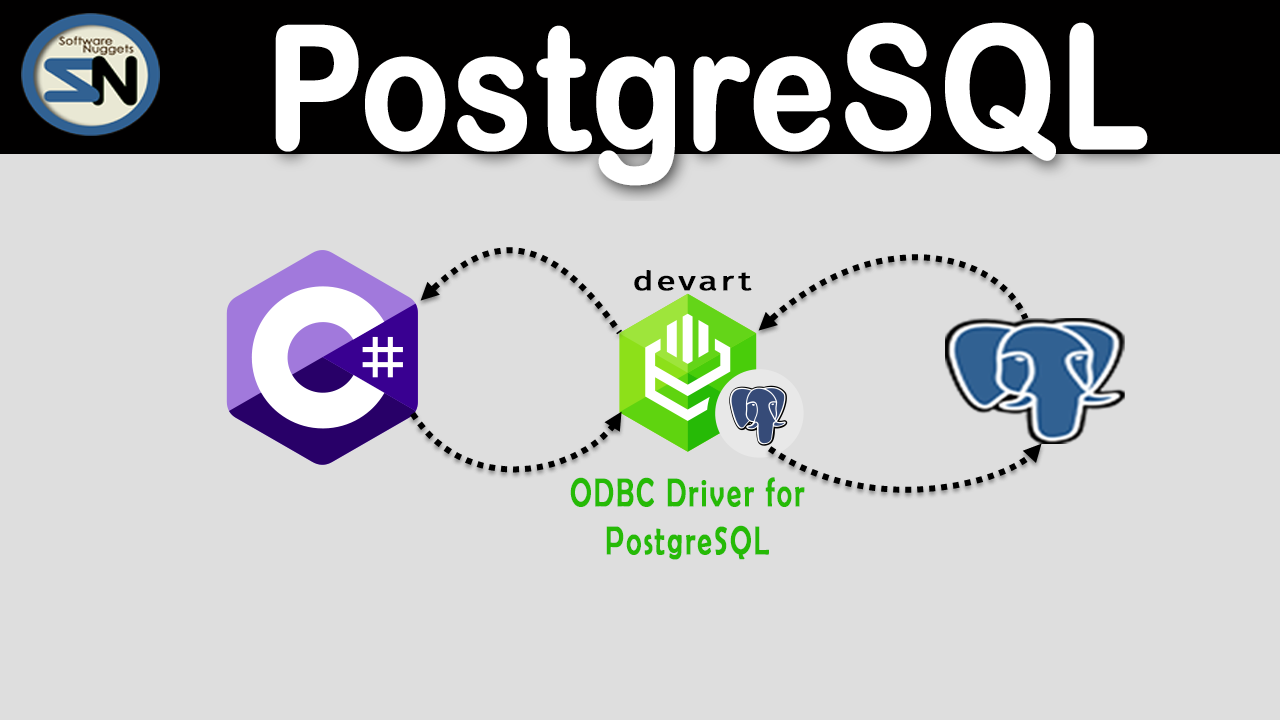 Software
Nuggets
SN
PostgreSQL
C#
devart
ODBC Driver for
PostgreSQL